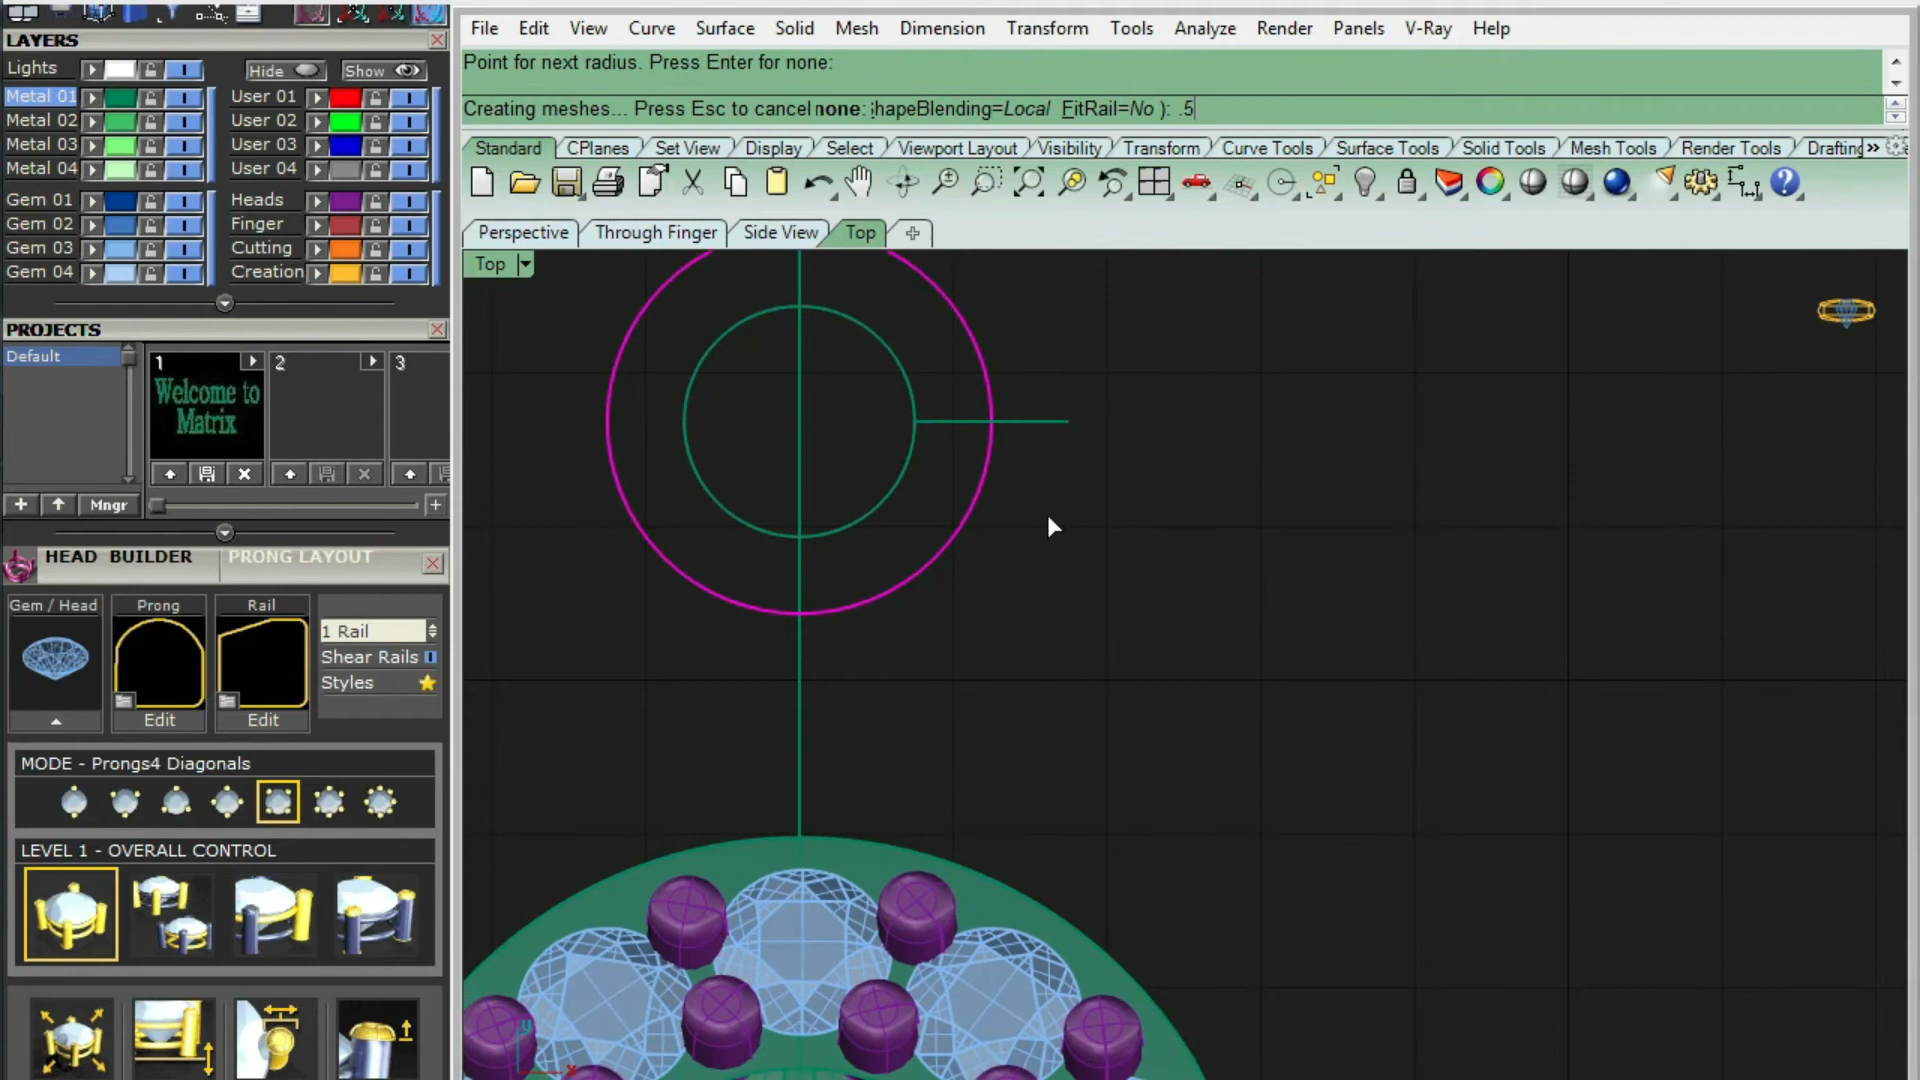 LAYERS
Lights
Hide
Show
Metal 01
User 01
Metal 02
User 02
Metal 03
User 03
Metal 04
User 04
Gem 01
Heads
Gem 02
Finger
Gem 03
Cutting
Gem 04
Creation
PROJECTS
Default
1
2
3
Welcome to
Matrix
Mngr
HEAD BUILDER
PRONG LAYOUT
Gem / Head
Prong
Rail
1 Rail
Shear Rails
Styles
Edit
Edit
MODE - Prongs4 Diagonals
LEVEL 1 - OVERALL CONTROL
File Edit View Curve Surface Solid Mesh Dimension Transform Tools Analyze Render Panels V-Ray Help
Point for next radius. Press Enter for none:
Creating meshes... Press Esc to cancel none: hapeBlending=Local FitRail=No ): .5
Standard CPlanes Set View Display Select Viewport Layout Visibility Transform Curve Tools Surface Tools Solid Tools Mesh Tools Render Tools Drafting
Perspective Through Finger Side View Top
Top
y
x